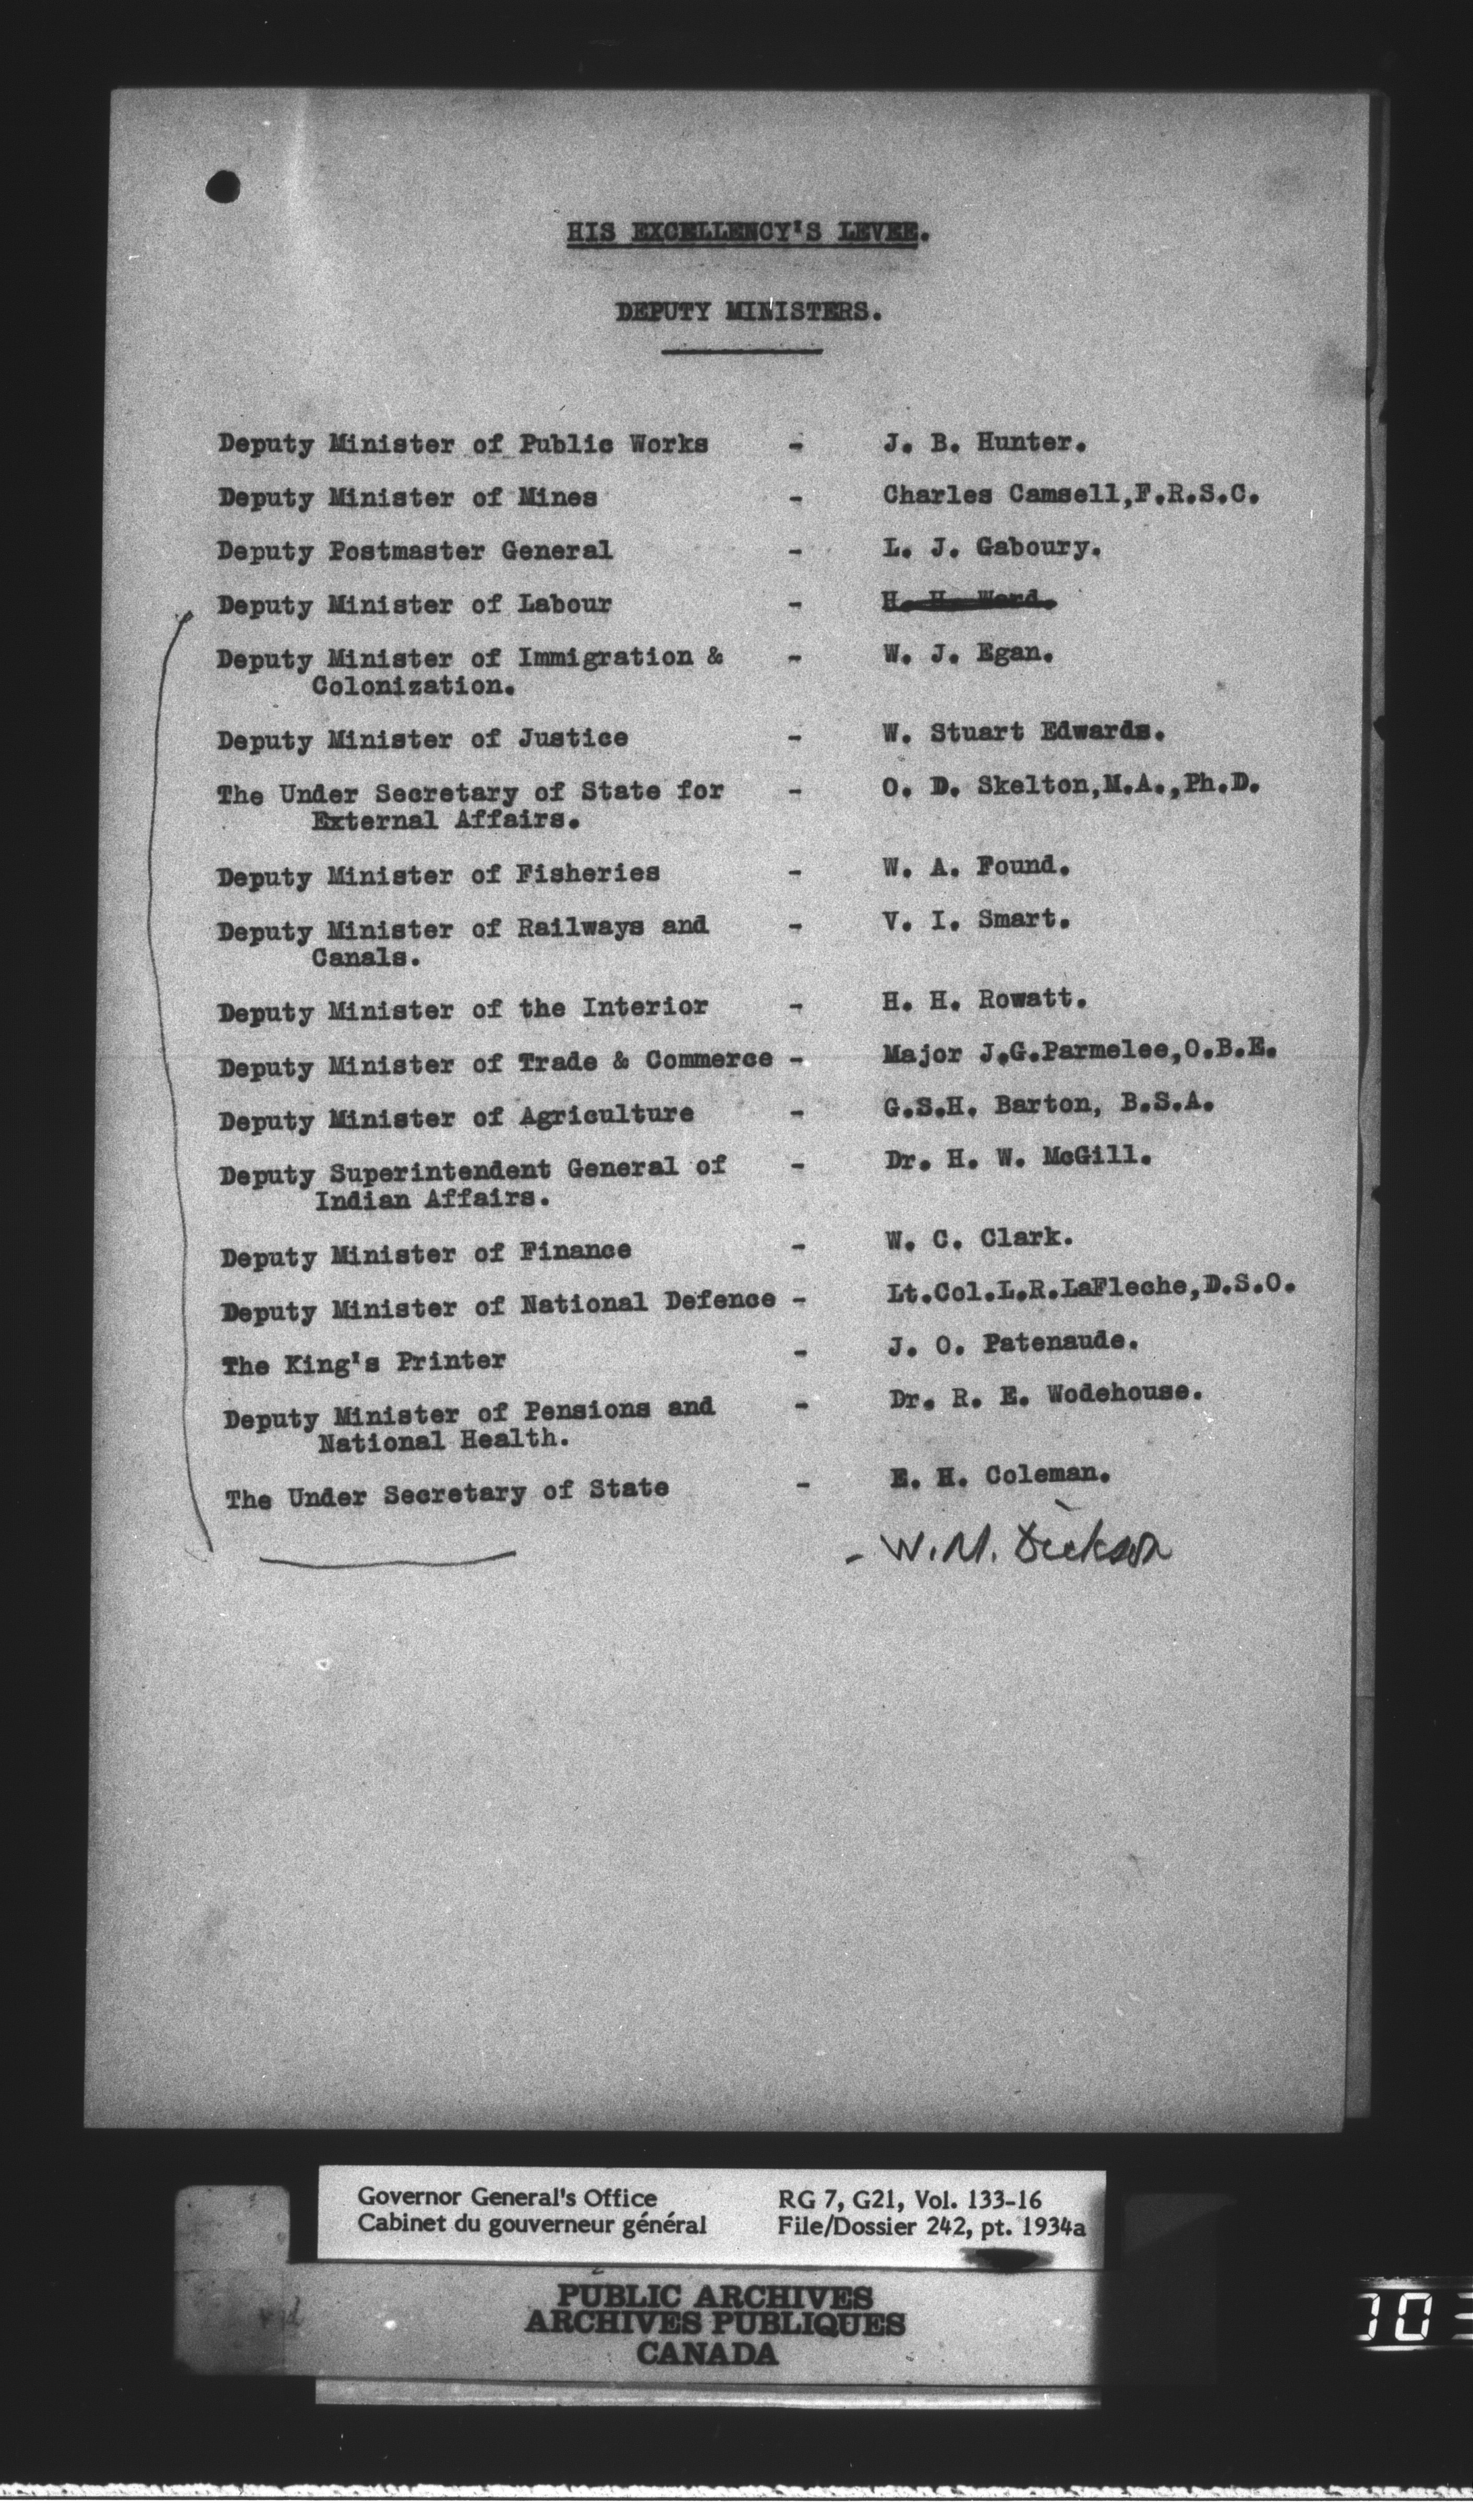 HIS EXCELLENCY'S LEVEE.
DEPUTY MINISTERS.
Deputy Minister of Public Works - J. B. Hunter.
Deputy Minister of Mines - Charles Camsell,F.R.S.C.
Deputy Postmaster General - L. J. Gaboury.
Deputy Minister of Labour - H. H. Ward.
Deputy Minister of Immigration & - W. J. Egan.
Colonization.
Deputy Minister of Justice - W. Stuart Edwards.
The Under Secretary of State for - O. D. Skelton,M.A.,Ph.D.
External Affairs.
Deputy Minister of Fisheries - W. A. Found.
Deputy Minister of Railways and - V. I. Smart.
Canals.
Deputy Minister of the Interior - H. H. Rowatt.
Deputy Minister of Trade & Commerce - Major J.G.Parmelee,O.B.E.
Deputy Minister of Agriculture - G.S.H. Barton, B.S.A.
Deputy Superintendent General of - Dr. H. W. McGill.
Indian Affairs.
Deputy Minister of Finance - W. C. Clark.
Deputy Minister of National Defence - Lt.Col.L.R.LaFleche,D.S.O.
The King's Printer - J. O. Patenaude.
Deputy Minister of Pensions and - Dr. R. E. Wodehouse.
National Health.
The Under Secretary of State - E. H. Coleman.
- W. M. Dickson
Governor General's Office RG 7, G21, Vol. 133-16
Cabinet du gouverneur général File/Dossier 242, pt. 1934a
PUBLIC ARCHIVES
ARCHIVES PUBLIQUES
CANADA